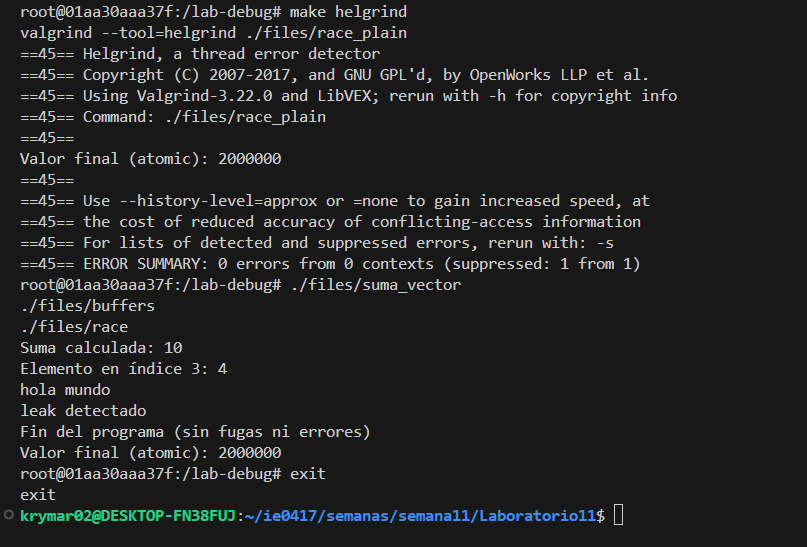 root@01aa30aaa37f:/lab-debug# make helgrind
valgrind --tool=helgrind ./files/race_plain
==45== Helgrind, a thread error detector
==45== Copyright (C) 2007-2017, and GNU GPL'd, by OpenWorks LLP et al.
==45== Using Valgrind-3.22.0 and LibVEX; rerun with -h for copyright info
==45== Command: ./files/race_plain
==45==
Valor final (atomic): 2000000
==45==
==45== Use --history-level=approx or =none to gain increased speed, at
==45== the cost of reduced accuracy of conflicting-access information
==45== For lists of detected and suppressed errors, rerun with: -s
==45== ERROR SUMMARY: 0 errors from 0 contexts (suppressed: 1 from 1)
root@01aa30aaa37f:/lab-debug# ./files/suma_vector
./files/buffers
./files/race
Suma calculada: 10
Elemento en índice 3: 4
hola mundo
leak detectado
Fin del programa (sin fugas ni errores)
Valor final (atomic): 2000000
root@01aa30aaa37f:/lab-debug# exit
exit
krymar02@DESKTOP-FN38FUJ:~/ie0417/semanas/semana11/Laboratorio11$